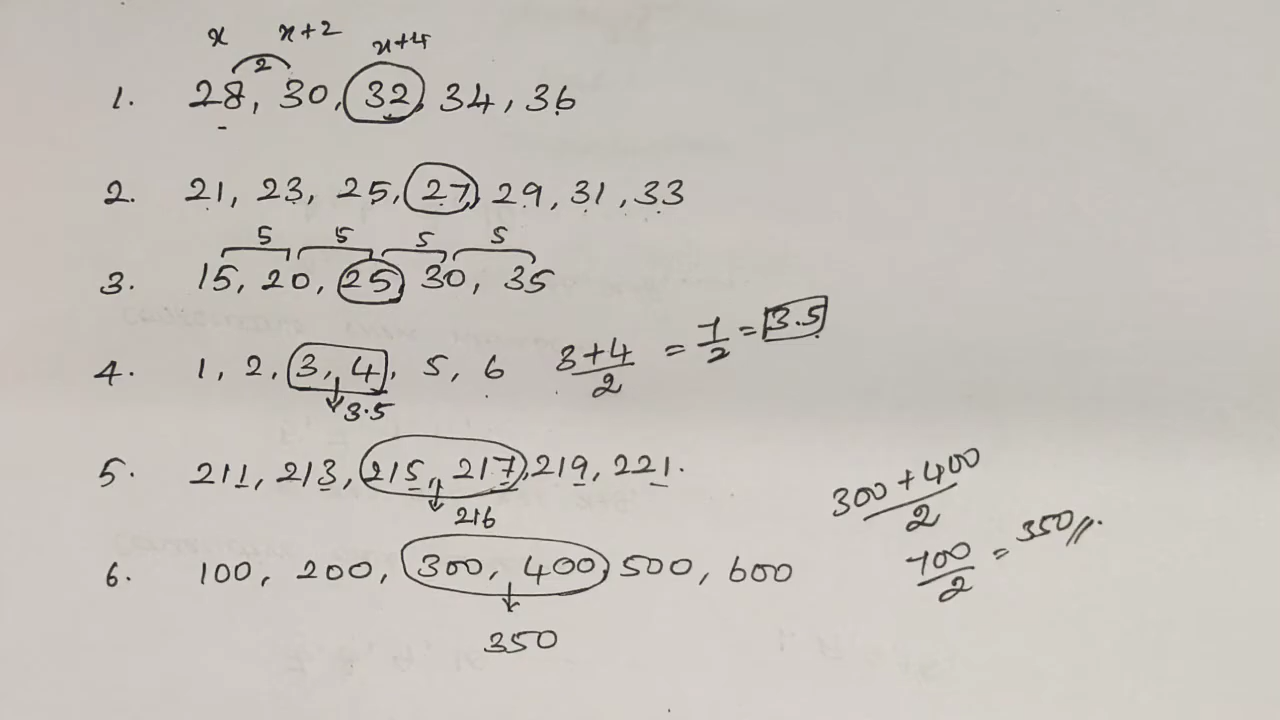 x x+2 x+4
2
1. 28, 30, 32, 34, 36
2. 21, 23, 25, 27, 29, 31, 33
5 5 5 5
3. 15, 20, 25, 30, 35
4. 1, 2, 3, 4, 5, 6 3+4/2 = 7/2 = 3.5
3.5
5. 211, 213, 215, 217, 219, 221.
216
300+400/2
6. 100, 200, 300, 400, 500, 600
700/2 = 350//.
350